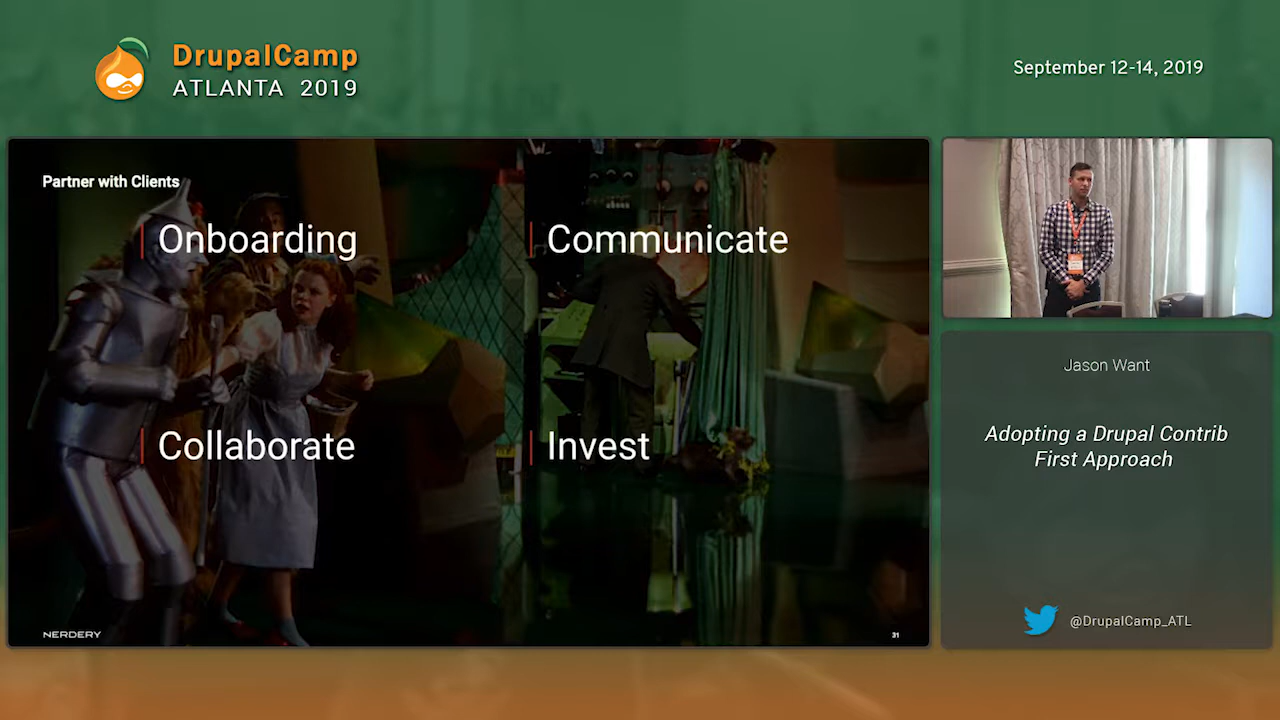 DrupalCamp
ATLANTA 2019
September 12-14, 2019
Partner with Clients
Onboarding
Communicate
Collaborate
Invest
NERDERY
31
Jason Want
Adopting a Drupal Contrib
First Approach
@DrupalCamp_ATL